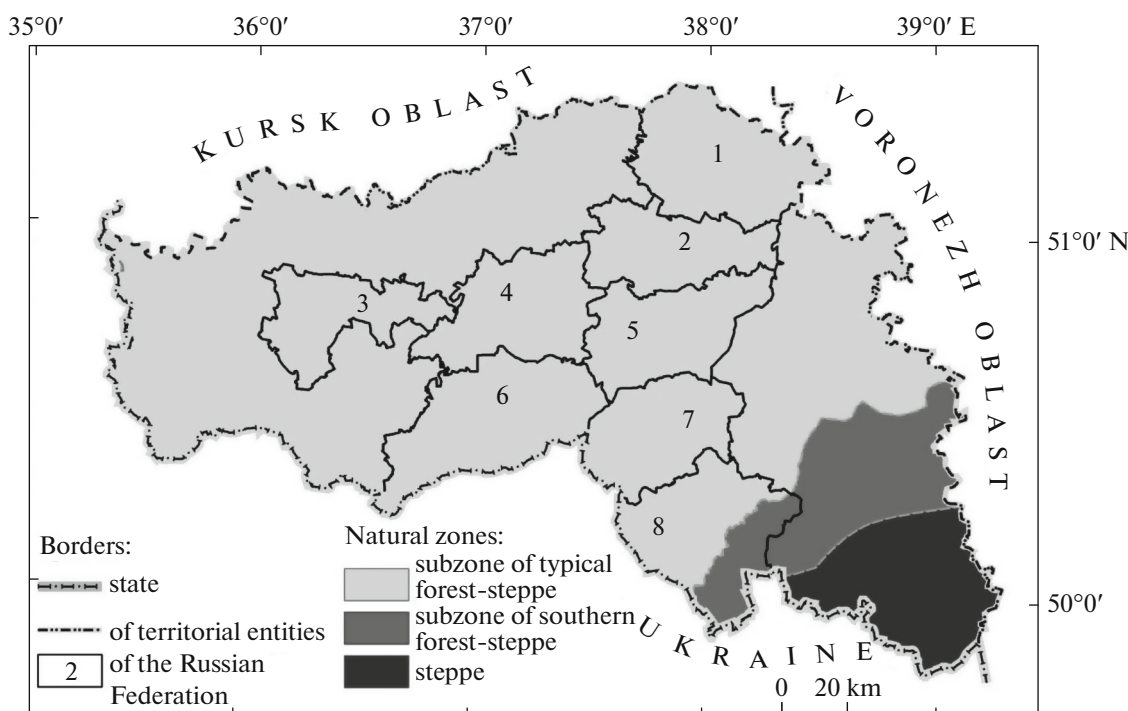 35°0′ 36°0′ 37°0′ 38°0′ 39°0′ E
KURSK OBLAST
VORONEZH OBLAST
1
2
51°0′ N
3
4
5
6
7
8
Borders:
state
of territorial entities
2
of the Russian
Federation
Natural zones:
subzone of typical
forest-steppe
subzone of southern
forest-steppe
steppe
50°0′
UKRAINE
0 20 km